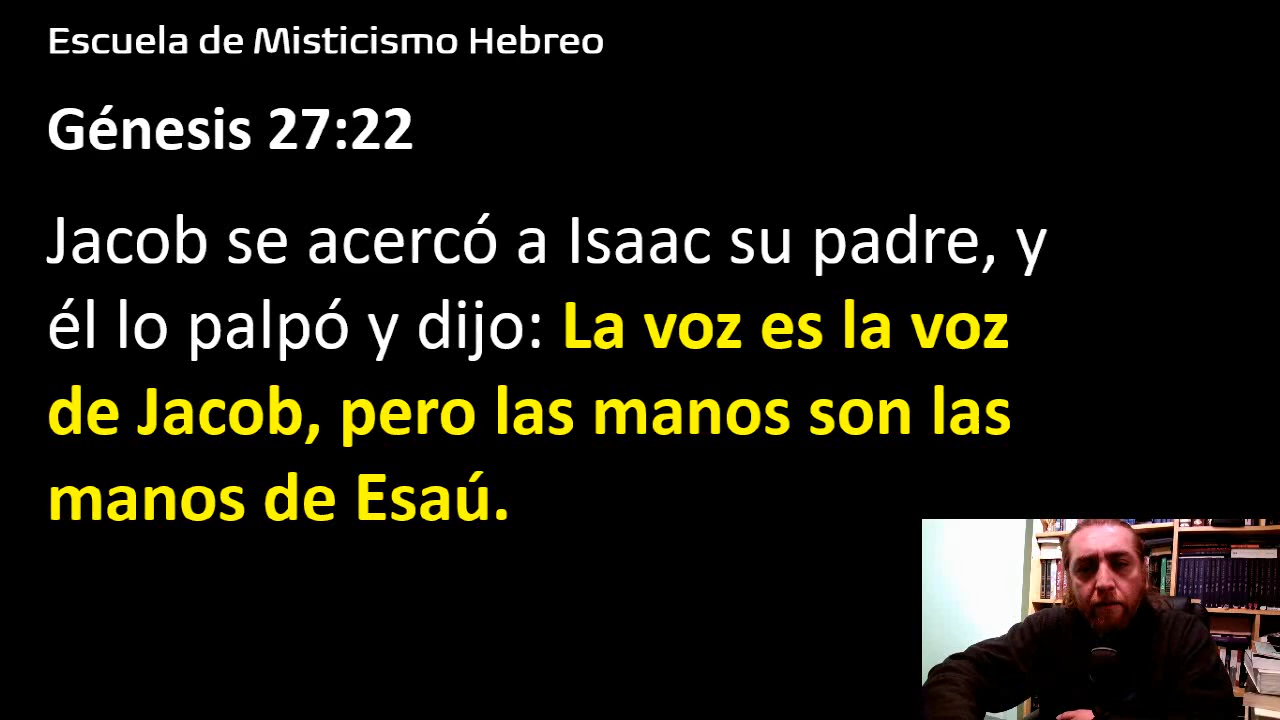 Escuela de Misticismo Hebreo
Génesis 27:22
Jacob se acercó a Isaac su padre, y
él lo palpó y dijo: La voz es la voz
de Jacob, pero las manos son las
manos de Esaú.